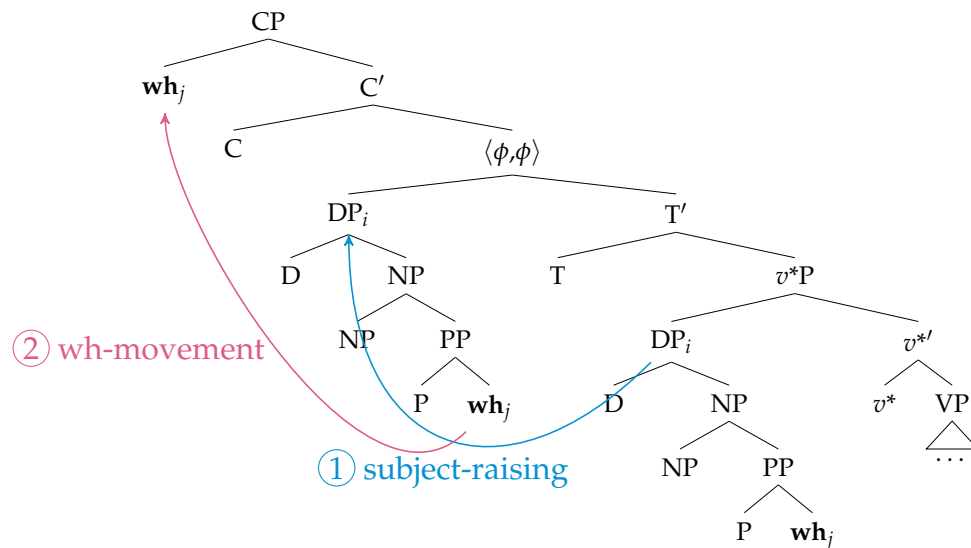 CP
wh_j C′
C ⟨ϕ,ϕ⟩
DP_i T′
D NP T v*P
② wh-movement NP PP DP_i v*′
P wh_j D NP v* VP
① subject-raising NP PP ...
P wh_j